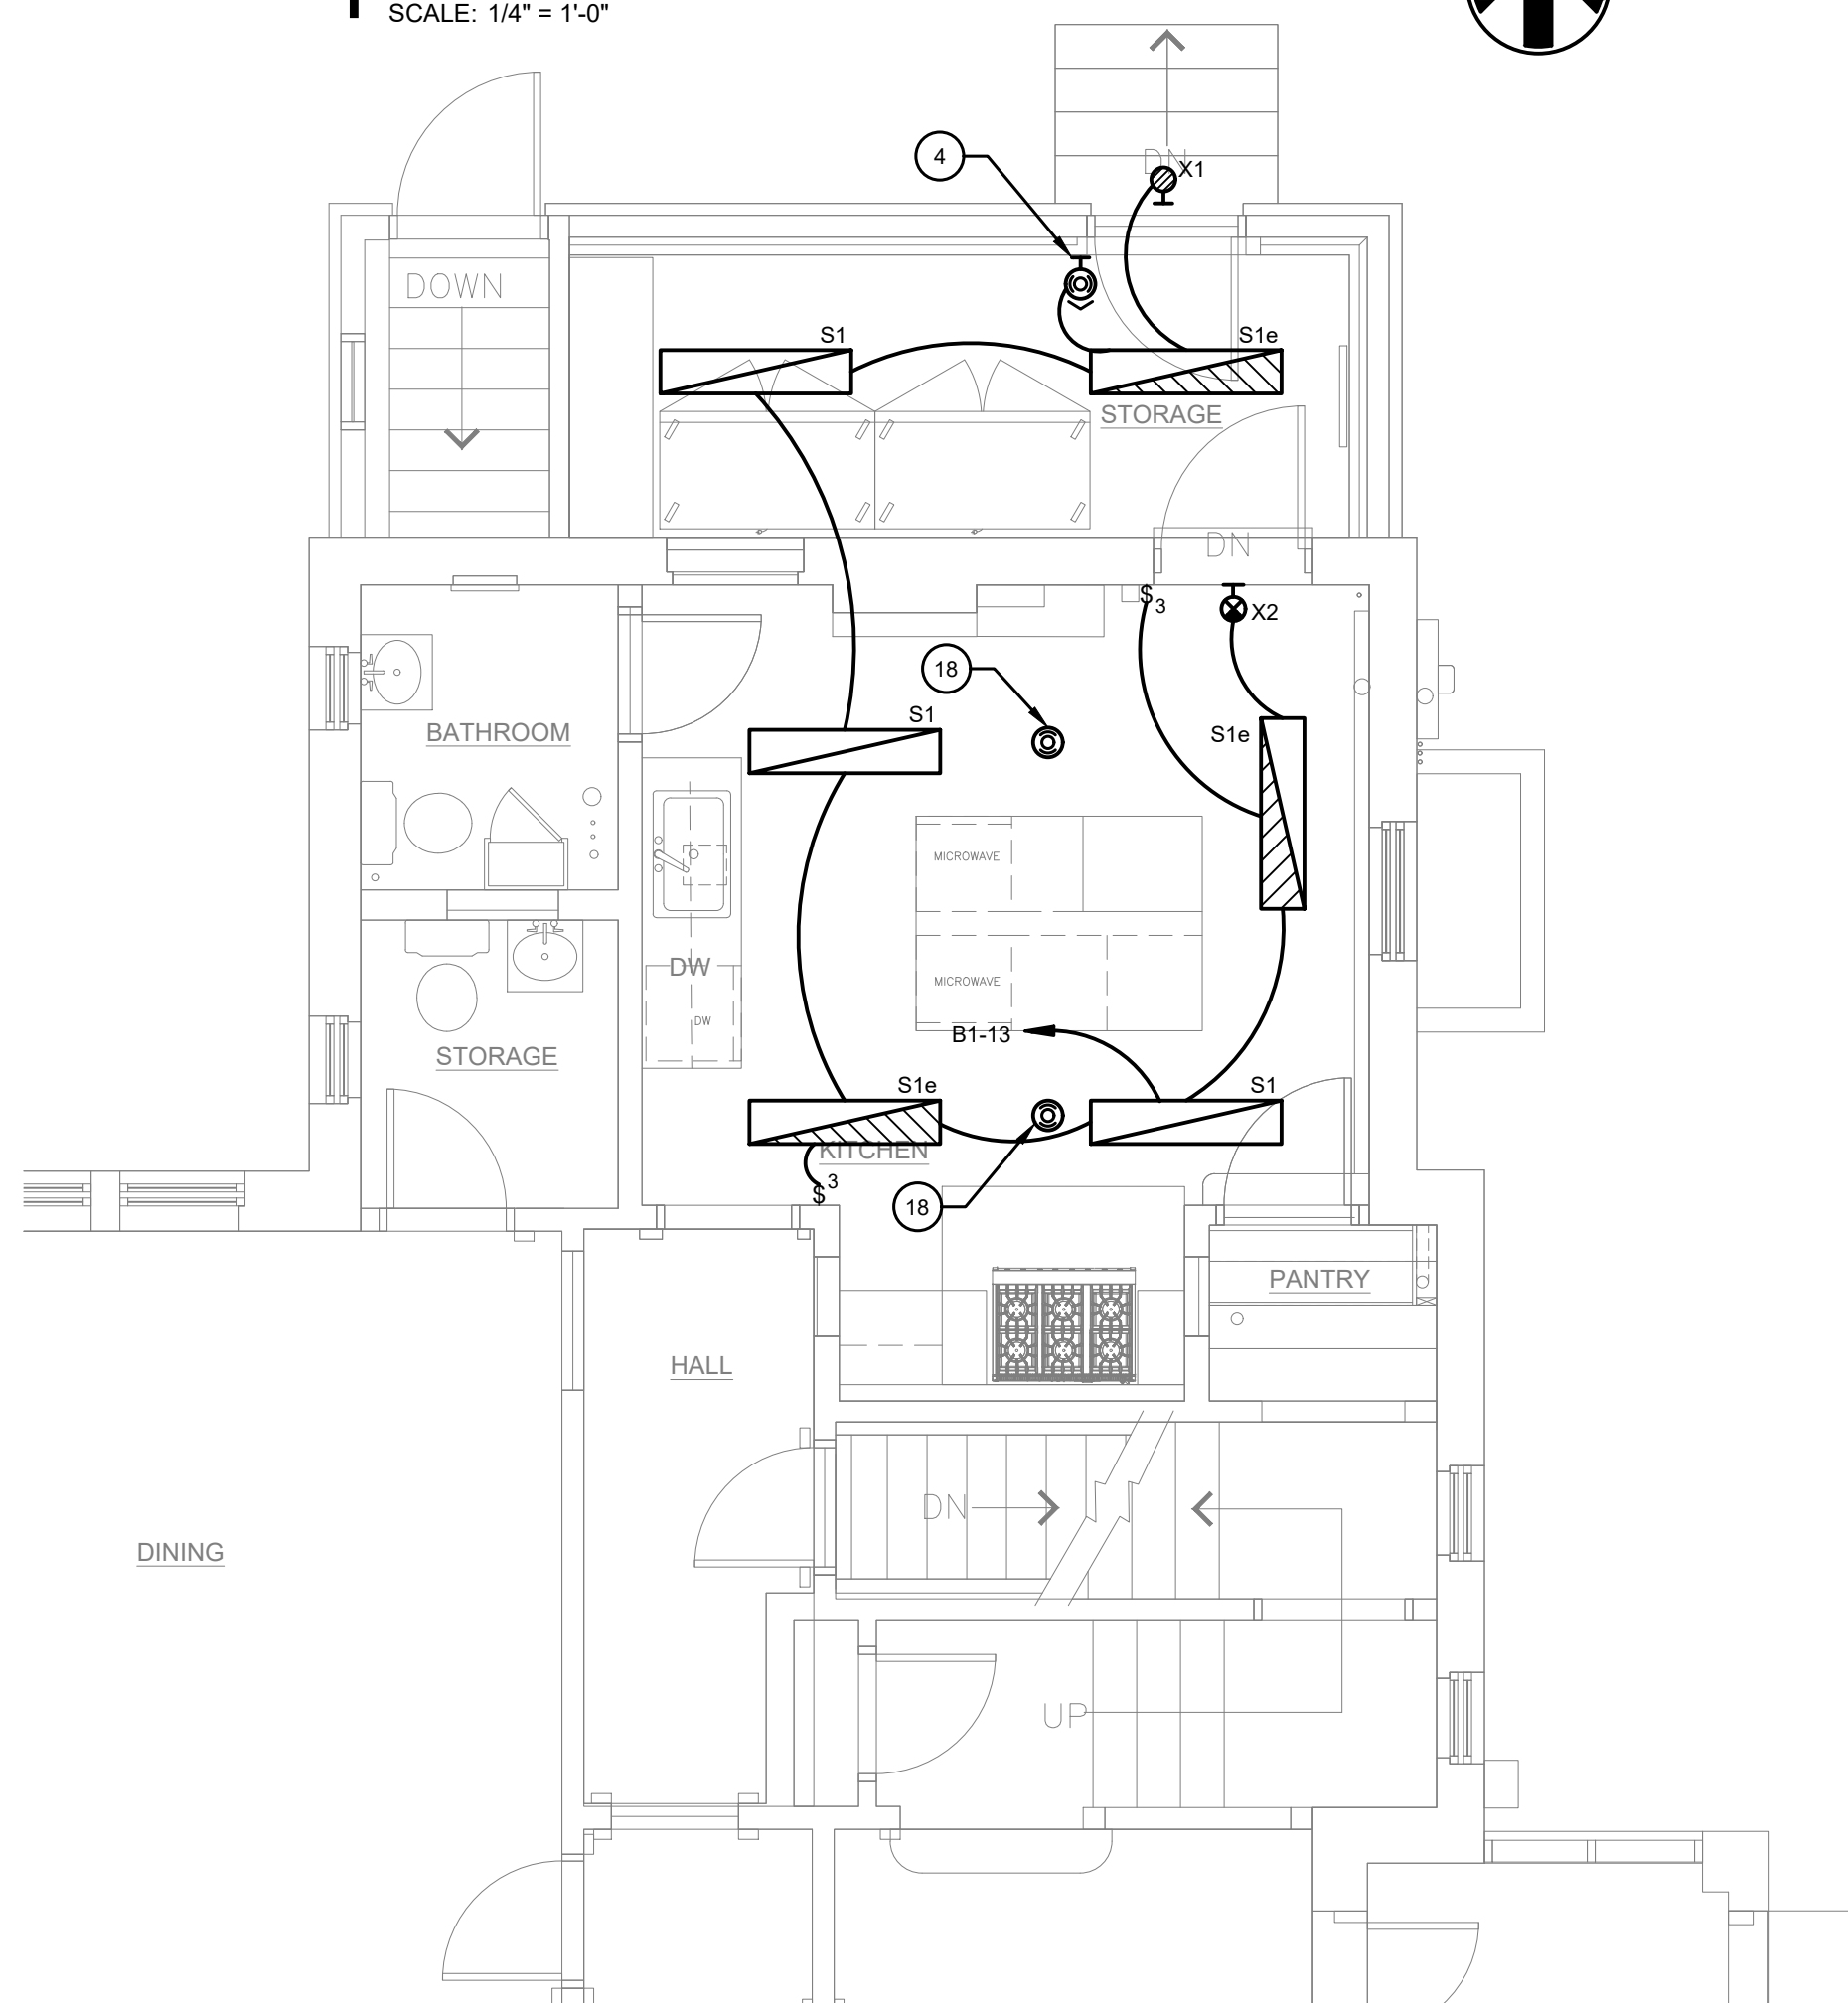 SCALE: 1/4" = 1'-0"
4
DN
X1
DOWN
S1
S1e
STORAGE
DN
$3
X2
18
S1
S1e
BATHROOM
MICROWAVE
DW
MICROWAVE
DW
B1-13
STORAGE
S1e
S1
KITCHEN
$3
18
PANTRY
HALL
DN
DINING
UP